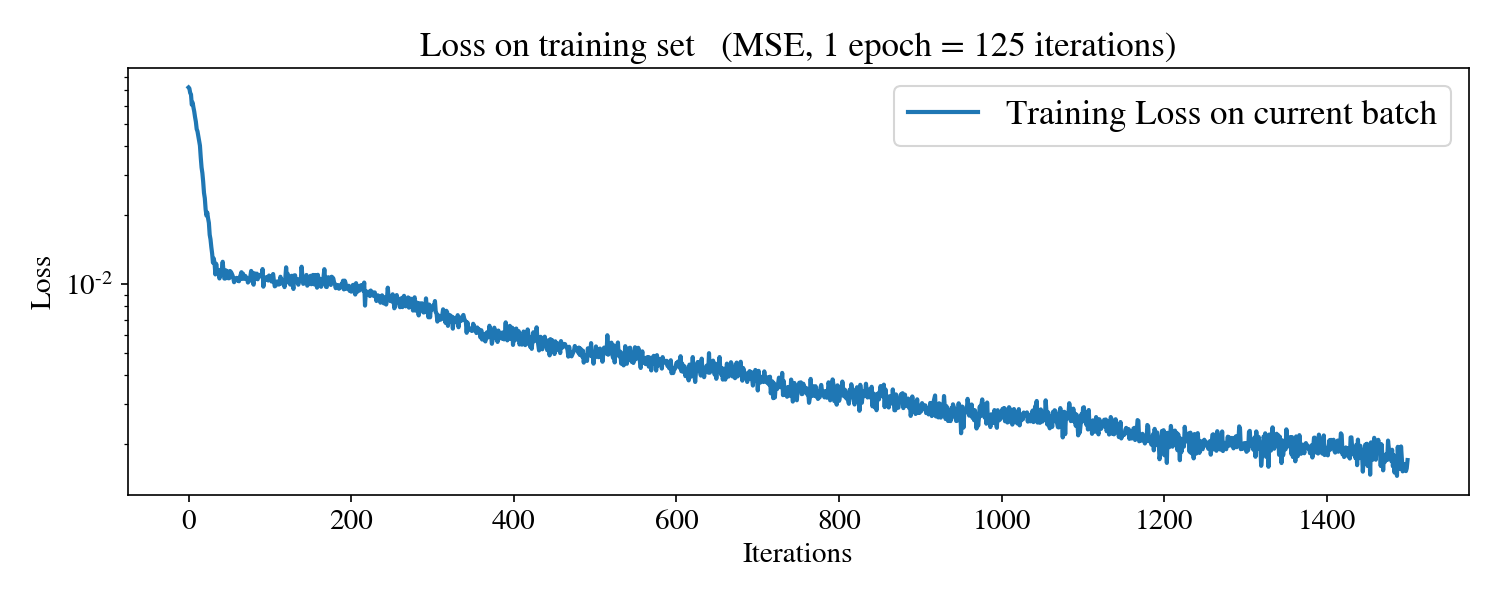 Loss on training set (MSE, 1 epoch = 125 iterations)
Training Loss on current batch
Loss
10⁻²
0 200 400 600 800 1000 1200 1400
Iterations